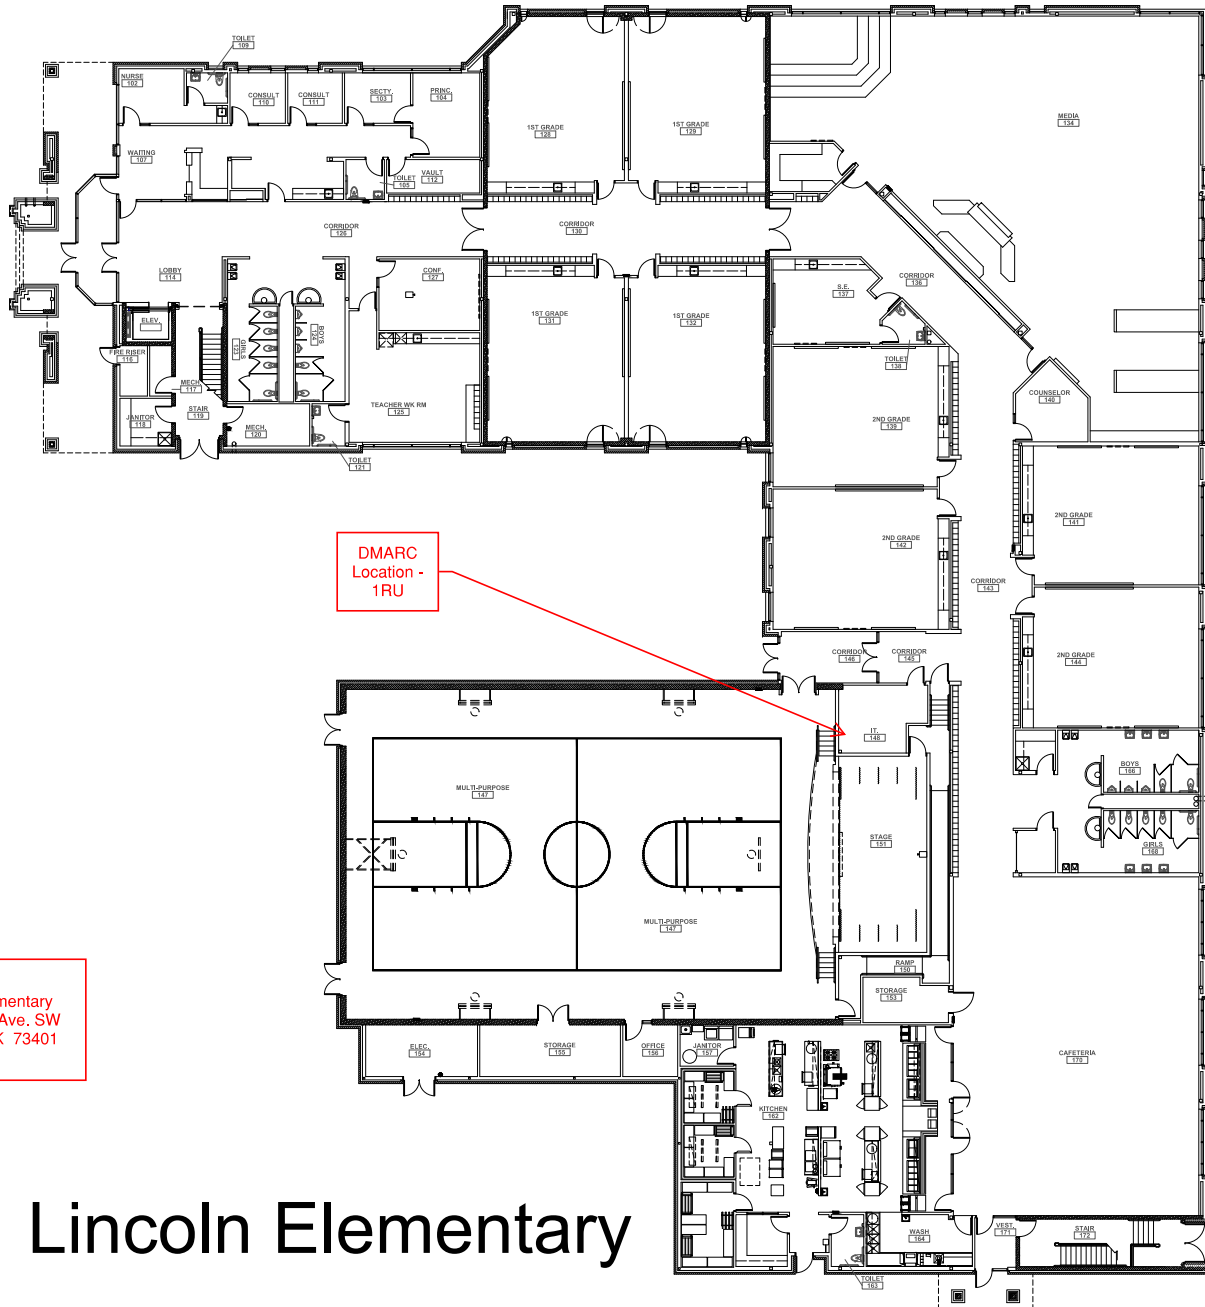 TOILET
109
NURSE
102
CONSULT
110
CONSULT
111
SECTY.
103
PRINC.
104
WAITING
107
TOILET
105
VAULT
112
1ST GRADE
128
1ST GRADE
129
MEDIA
134
CORRIDOR
126
CORRIDOR
130
LOBBY
114
CONF.
127
S.E.
137
CORRIDOR
136
ELEV.
1ST GRADE
131
1ST GRADE
132
BOYS
124
GIRLS
123
FIRE RISER
116
MECH.
117
TOILET
138
JANITOR
118
STAIR
119
MECH.
120
TEACHER WK RM
125
2ND GRADE
139
COUNSELOR
140
TOILET
121
2ND GRADE
141
2ND GRADE
142
DMARC
Location -
1RU
CORRIDOR
143
CORRIDOR
146
CORRIDOR
145
2ND GRADE
144
I.T.
148
MULTI-PURPOSE
147
STAGE
151
BOYS
166
GIRLS
168
MULTI-PURPOSE
147
RAMP
150
STORAGE
153
mentary
Ave. SW
73401
ELEC.
154
STORAGE
155
OFFICE
156
JANITOR
157
CAFETERIA
170
KITCHEN
162
Lincoln Elementary
WASH
164
VEST.
171
STAIR
172
TOILET
163